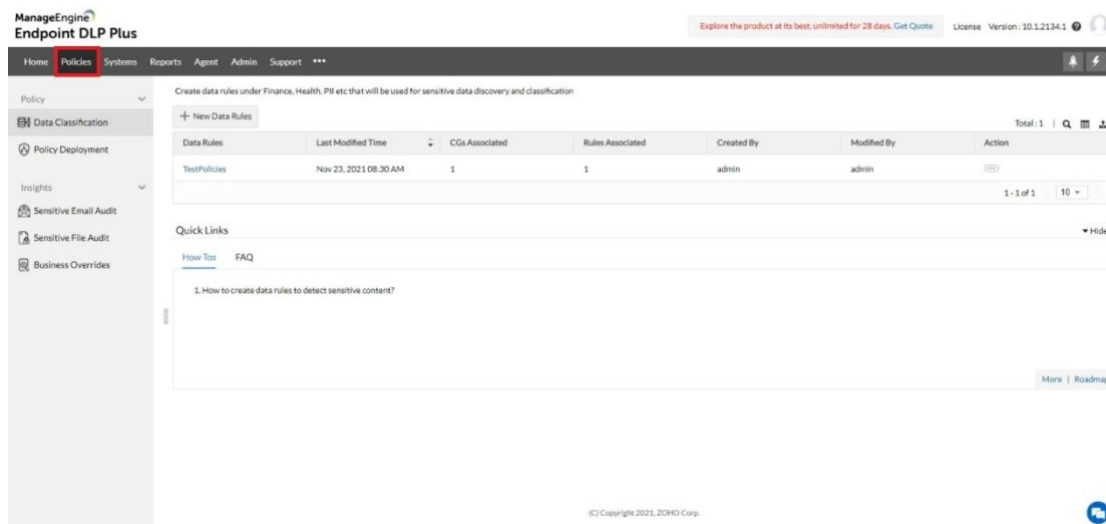 ManageEngine
Endpoint DLP Plus
Explore the product at its best, unlimited for 28 days. Get Quote License Version : 10.1.2134.1
Home Policies Systems Reports Agent Admin Support •••
Policy
Data Classification
Policy Deployment
Insights
Sensitive Email Audit
Sensitive File Audit
Business Overrides
Create data rules under Finance, Health, PII etc that will be used for sensitive data discovery and classification
+ New Data Rules
Total : 1
Data Rules Last Modified Time CGs Associated Rules Associated Created By Modified By Action
TestPolicies Nov 23, 2021 08:30 AM 1 1 admin admin
1 - 1 of 1 10
Quick Links
Hide
How Tos FAQ
1. How to create data rules to detect sensitive content?
More | Roadmap
(C) Copyright 2021, ZOHO Corp.